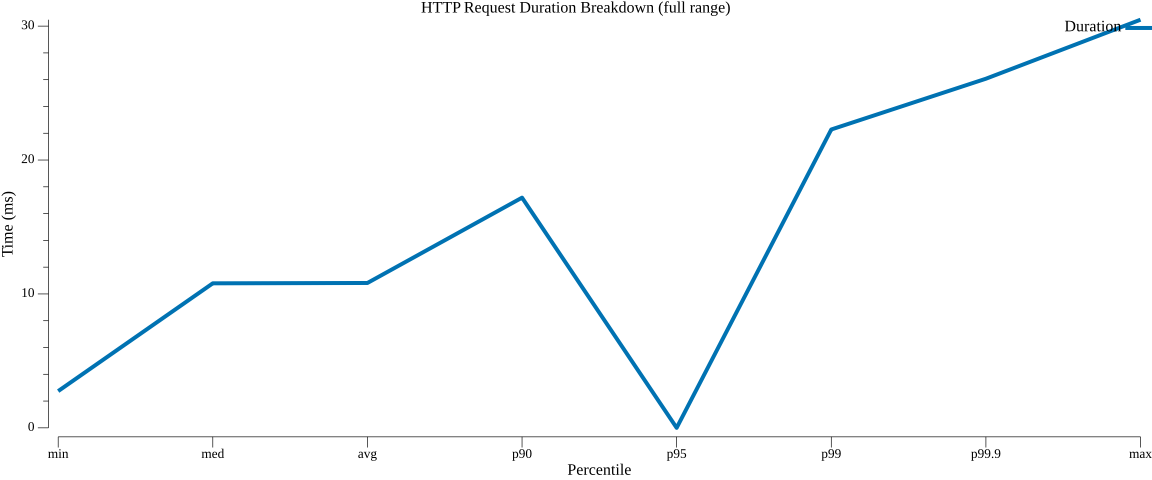 HTTP Request Duration Breakdown (full range)
Duration
30
20
10
0
Time (ms)
min med avg p90 p95 p99 p99.9 max
Percentile